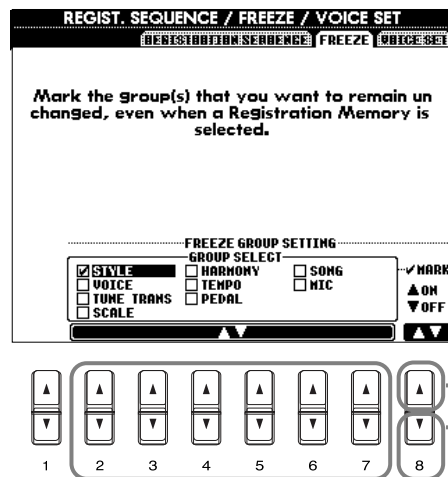 REGIST. SEQUENCE / FREEZE / VOICE SET
REGISTRATION SEQUENCE FREEZE VOICE SET
Mark the group(s) that you want to remain un
changed, even when a Registration Memory is
selected.
FREEZE GROUP SETTING
GROUP SELECT
STYLE HARMONY SONG
VOICE TEMPO MIC
TUNE TRANS PEDAL
SCALE
MARK
▲ON
▼OFF
▲▼ ▲▼
1 2 3 4 5 6 7 8